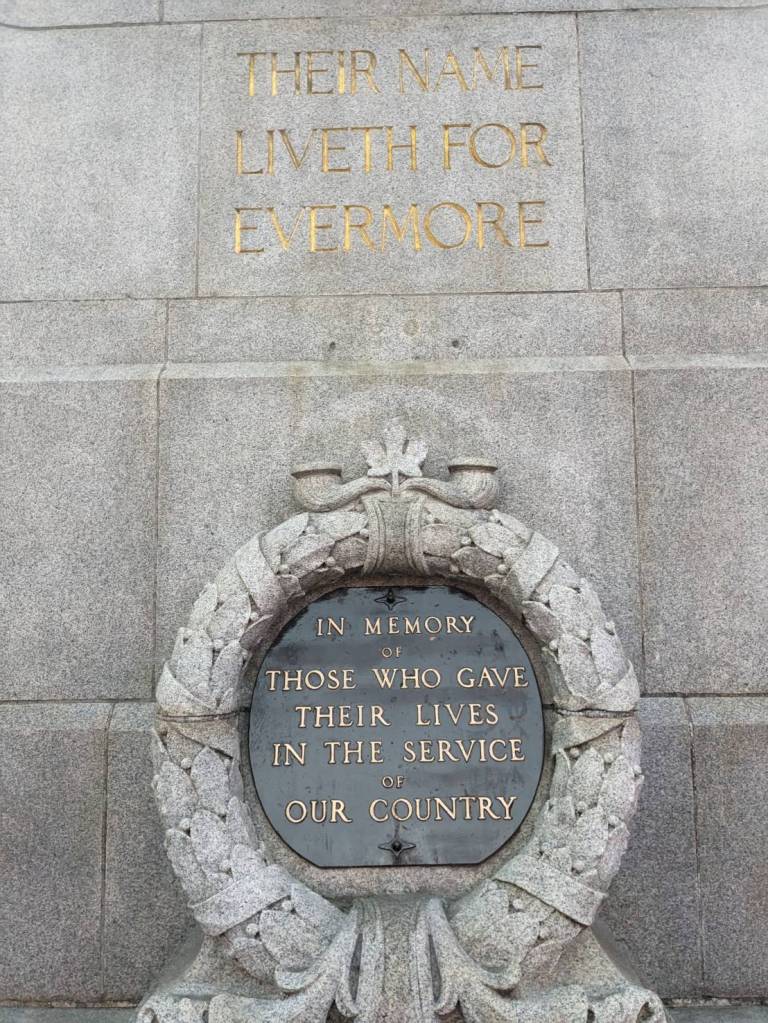 THEIR NAME
LIVETH FOR
EVERMORE
IN MEMORY
OF
THOSE WHO GAVE
THEIR LIVES
IN THE SERVICE
OF
OUR COUNTRY